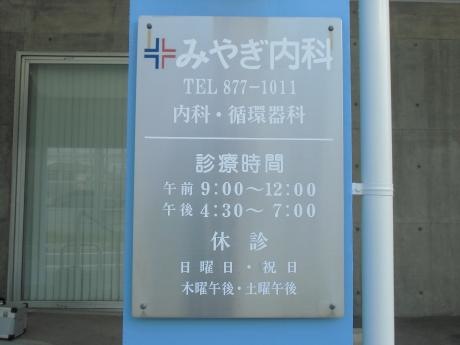 みやぎ内科
TEL 877-1011
内科・循環器科
診療時間
午前 9:00～12:00
午後 4:30～ 7:00
休診
日曜日・祝日
木曜午後・土曜午後